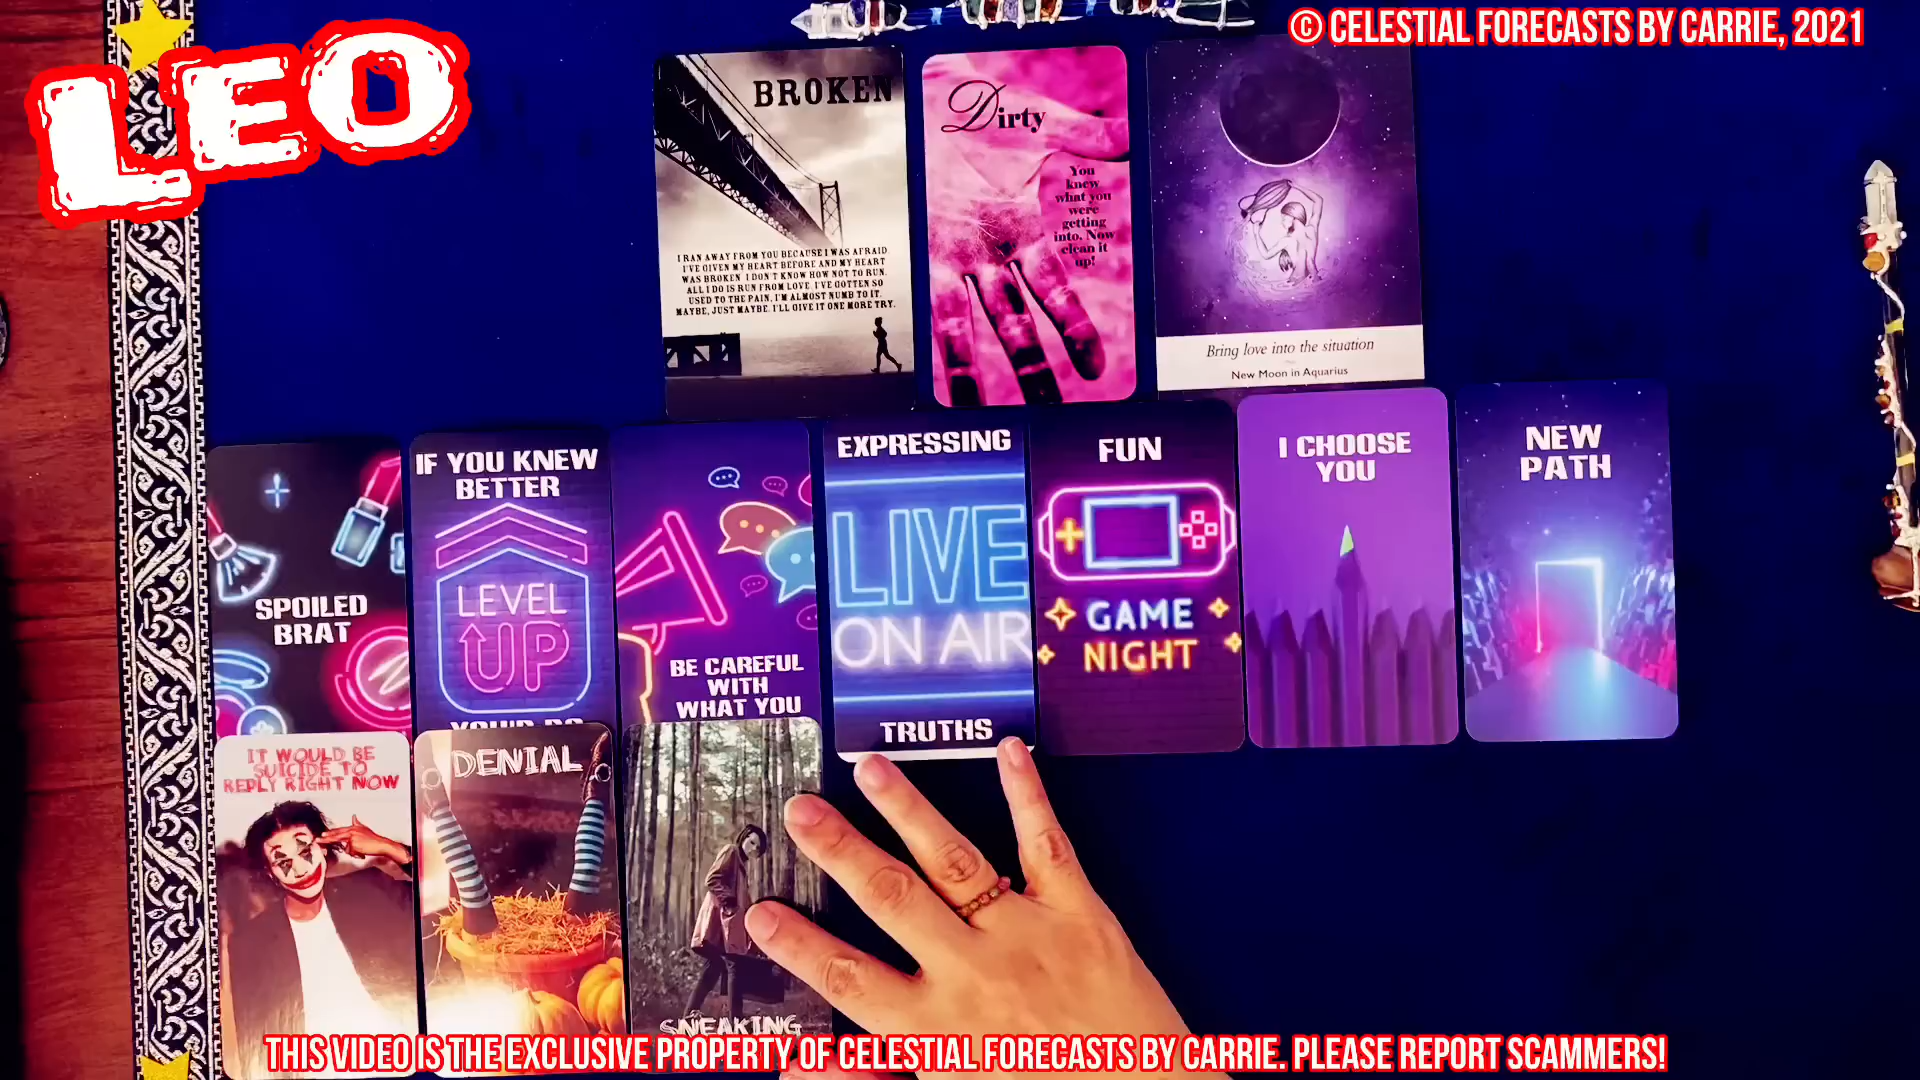 LEO
© CELESTIAL FORECASTS BY CARRIE, 2021
BROKEN
I RAN AWAY FROM YOU BECAUSE I WAS AFRAID
I'VE GIVEN MY HEART BEFORE AND MY HEART
WAS BROKEN. I DON'T KNOW HOW NOT TO RUN.
ALL I DO IS RUN FROM LOVE. I'VE GOTTEN SO
USED TO THE PAIN, I'M ALMOST NUMB TO IT.
MAYBE, JUST MAYBE. I'LL GIVE IT ONE MORE TRY.
Dirty
You
knew
what you
were
getting
into. Now
clean it
up!
Bring love into the situation
New Moon in Aquarius
SPOILED
BRAT
IF YOU KNEW
BETTER
LEVEL
UP
BE CAREFUL
WITH
WHAT YOU
EXPRESSING
LIVE
ON AIR
TRUTHS
FUN
GAME
NIGHT
I CHOOSE
YOU
NEW
PATH
IT WOULD BE
SUICIDE TO
REPLY RIGHT NOW
DENIAL
SNEAKING
THIS VIDEO IS THE EXCLUSIVE PROPERTY OF CELESTIAL FORECASTS BY CARRIE. PLEASE REPORT SCAMMERS!